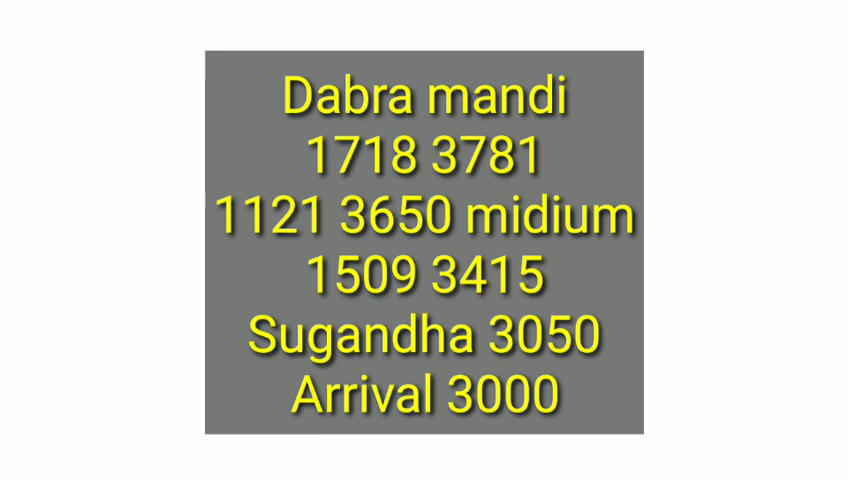 Dabra mandi
1718 3781
1121 3650 midium
1509 3415
Sugandha 3050
Arrival 3000